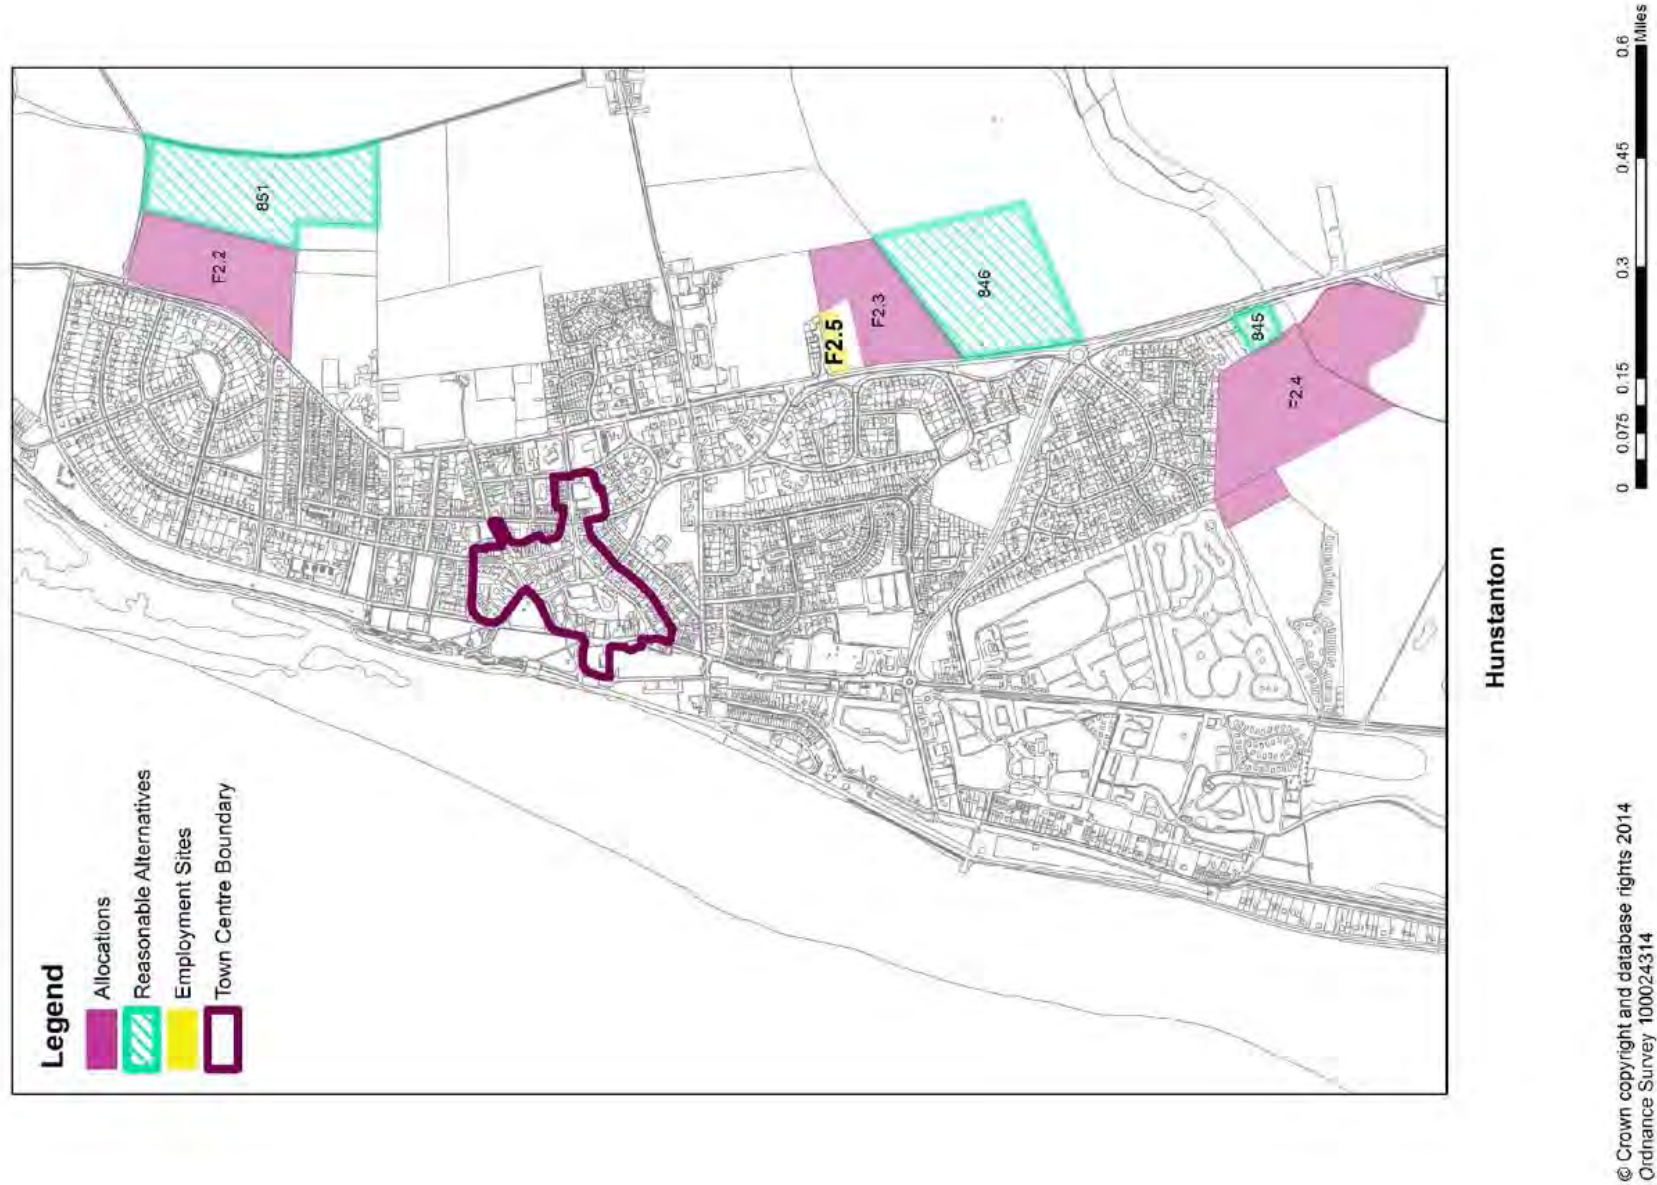 Legend
Allocations
Reasonable Alternatives
Employment Sites
Town Centre Boundary
F2.2
851
F2.5
F2.3
846
845
F2.4
Hunstanton
0 0.075 0.15 0.3 0.45 0.6
Miles
© Crown copyright and database rights 2014
Ordnance Survey 100024314